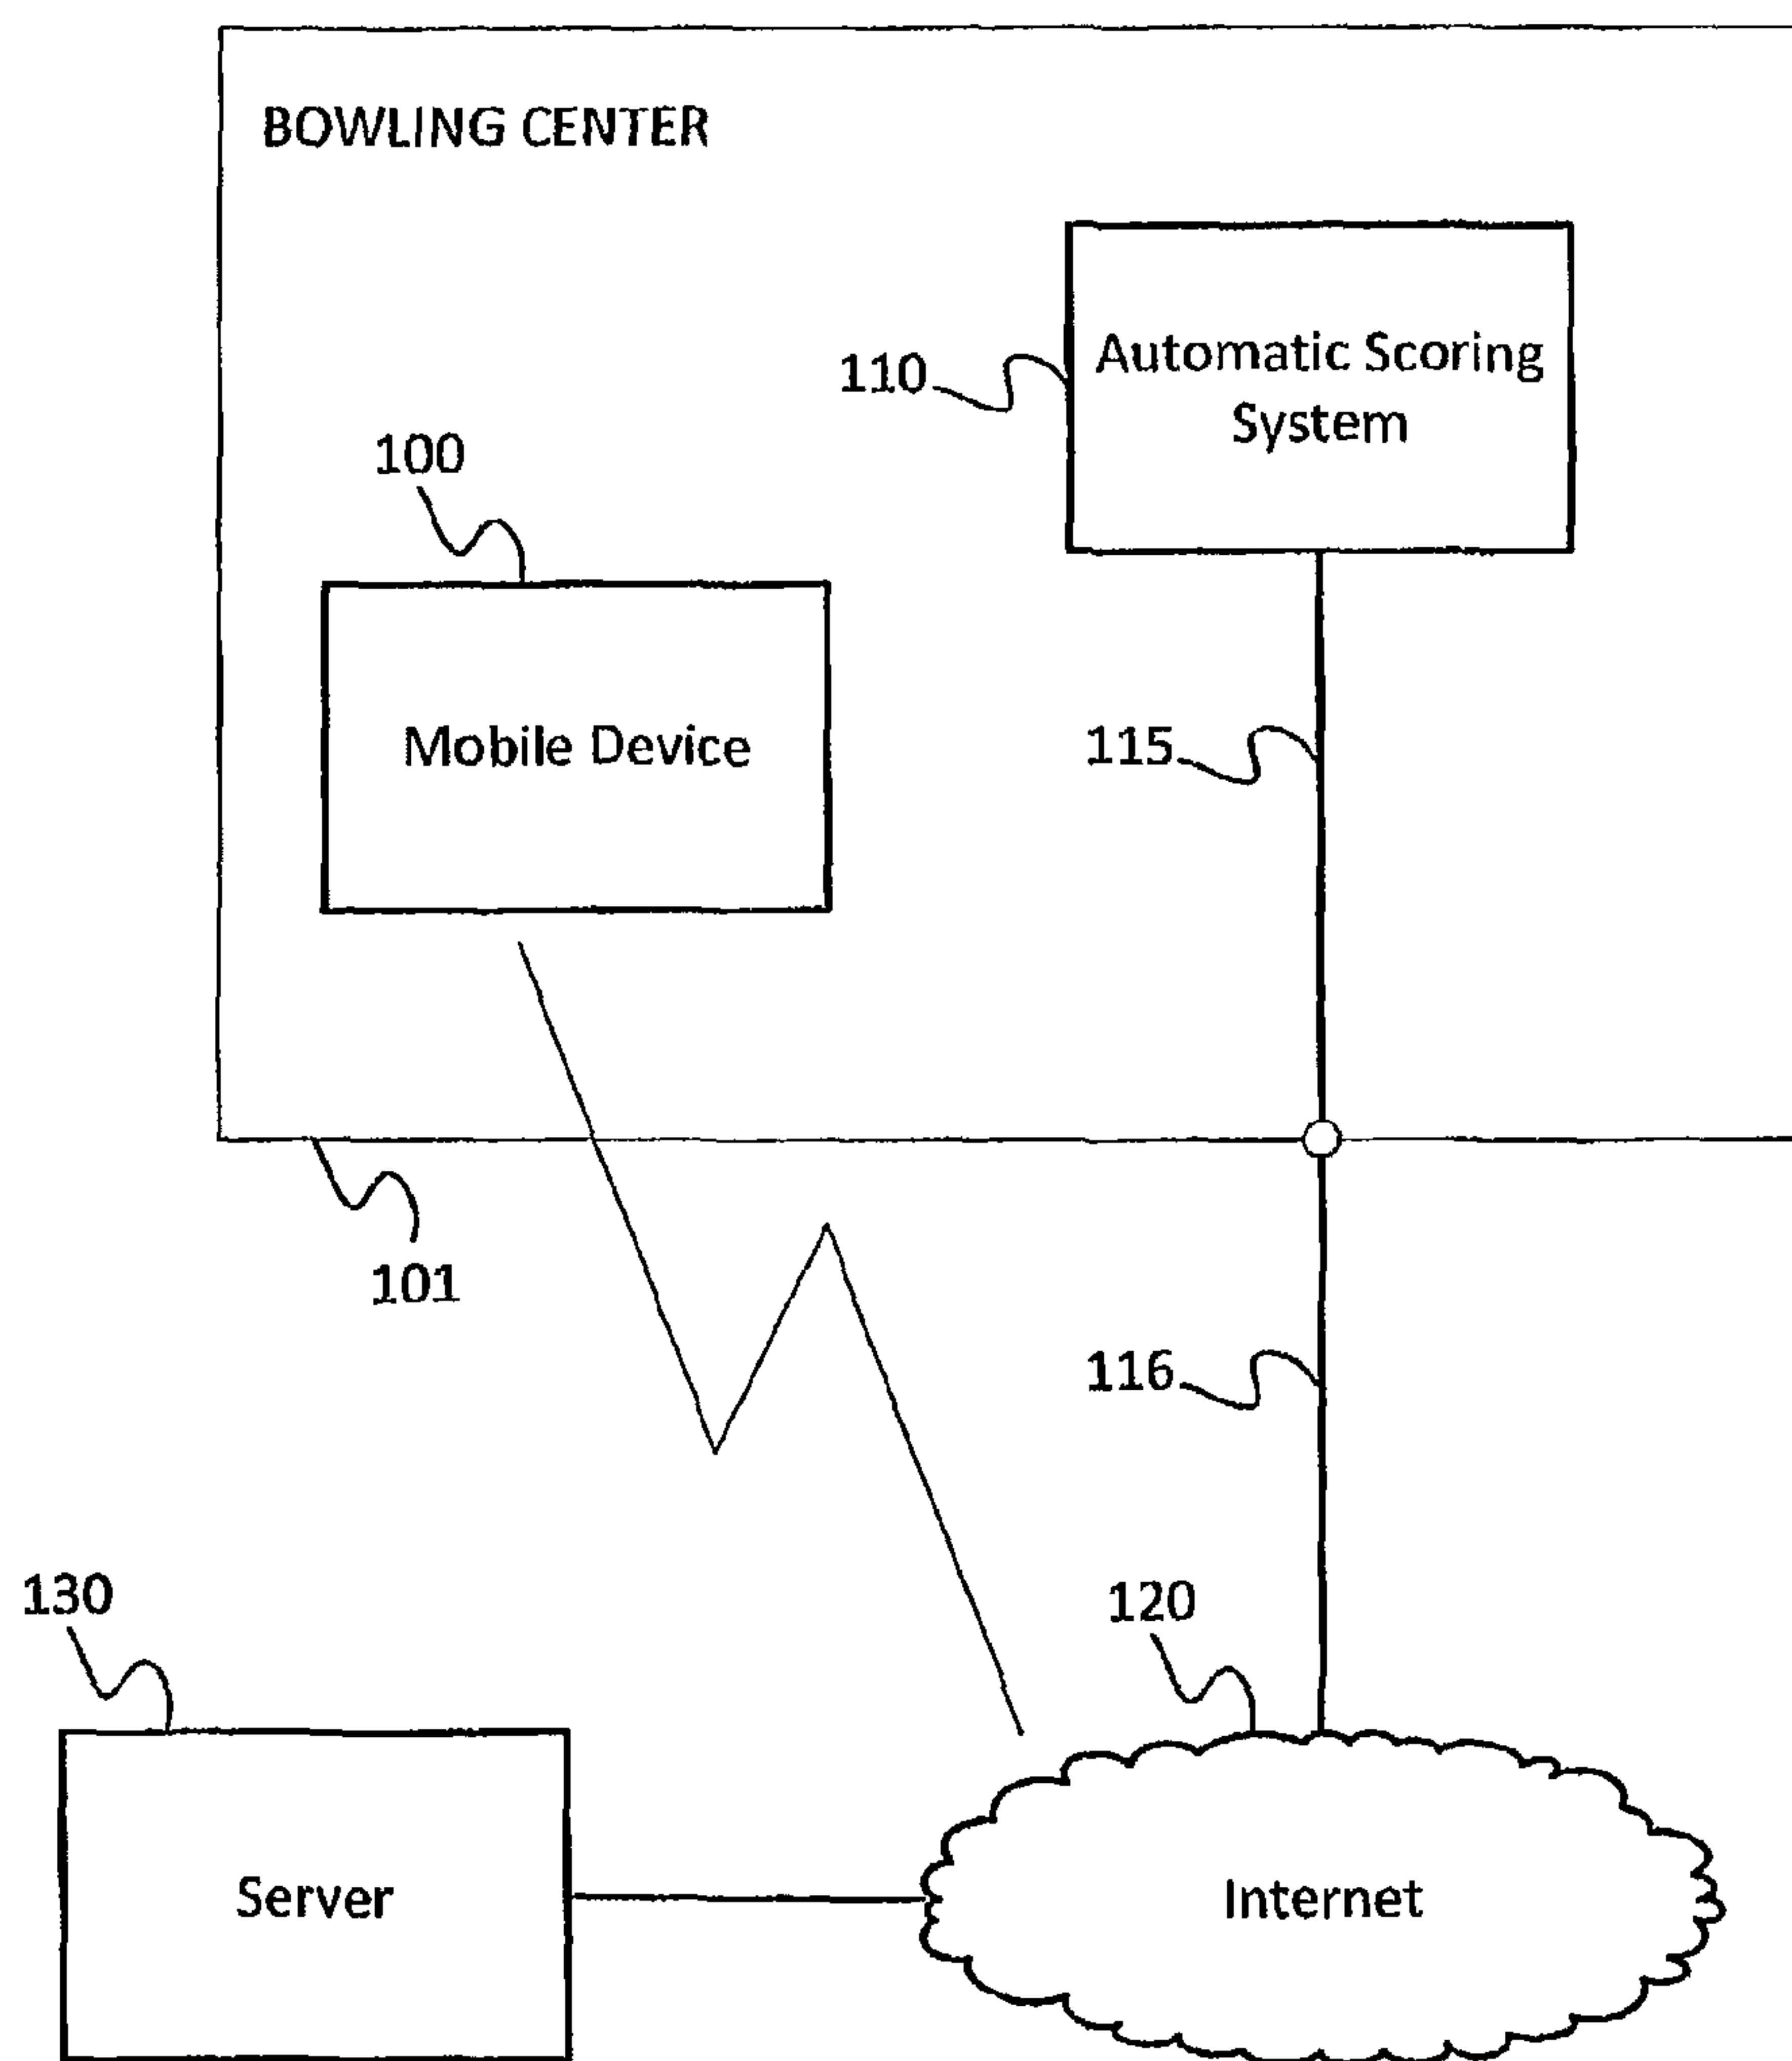 BOWLING CENTER
110
Automatic Scoring
System
100
Mobile Device
115
101
116
130
120
Server
Internet